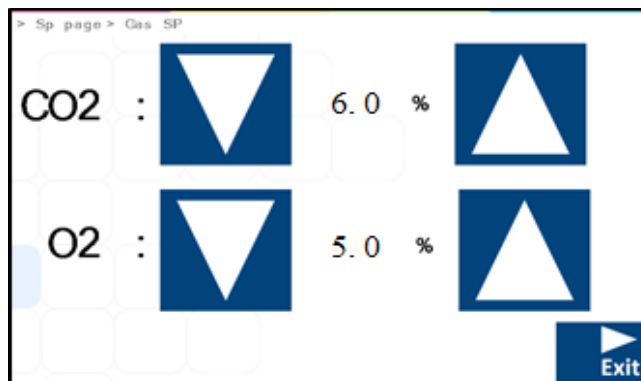 > Sp page > Gas SP
CO2 : 6.0 %
O2 : 5.0 %
Exit